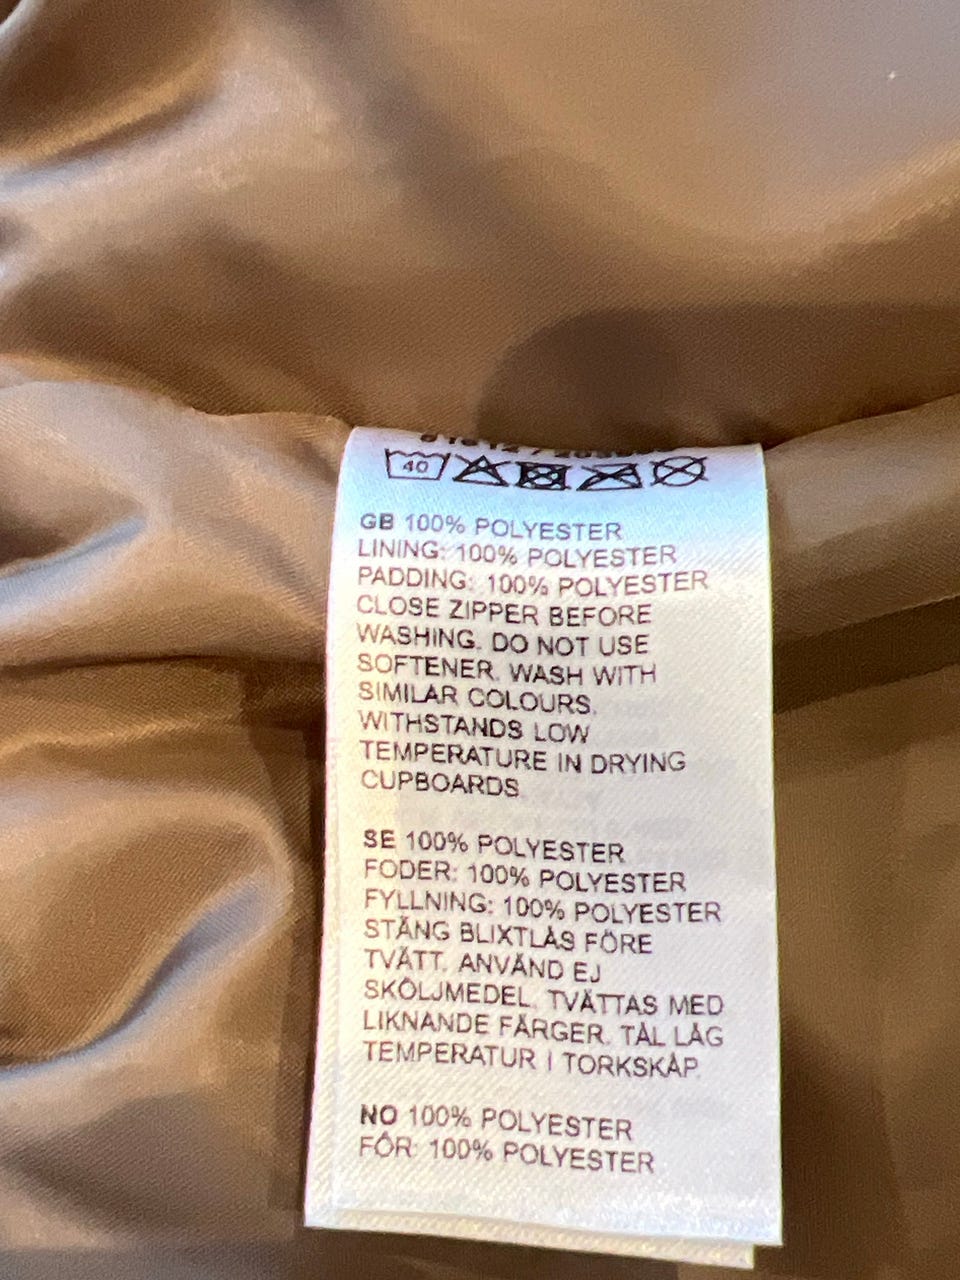 40
GB 100% POLYESTER
LINING: 100% POLYESTER
PADDING: 100% POLYESTER
CLOSE ZIPPER BEFORE
WASHING. DO NOT USE
SOFTENER. WASH WITH
SIMILAR COLOURS.
WITHSTANDS LOW
TEMPERATURE IN DRYING
CUPBOARDS.
SE 100% POLYESTER
FODER: 100% POLYESTER
FYLLNING: 100% POLYESTER
STÄNG BLIXTLÅS FÖRE
TVÄTT. ANVÄND EJ
SKÖLJMEDEL. TVÄTTAS MED
LIKNANDE FÄRGER. TÅL LÅG
TEMPERATUR I TORKSKÅP.
NO 100% POLYESTER
FÔR: 100% POLYESTER